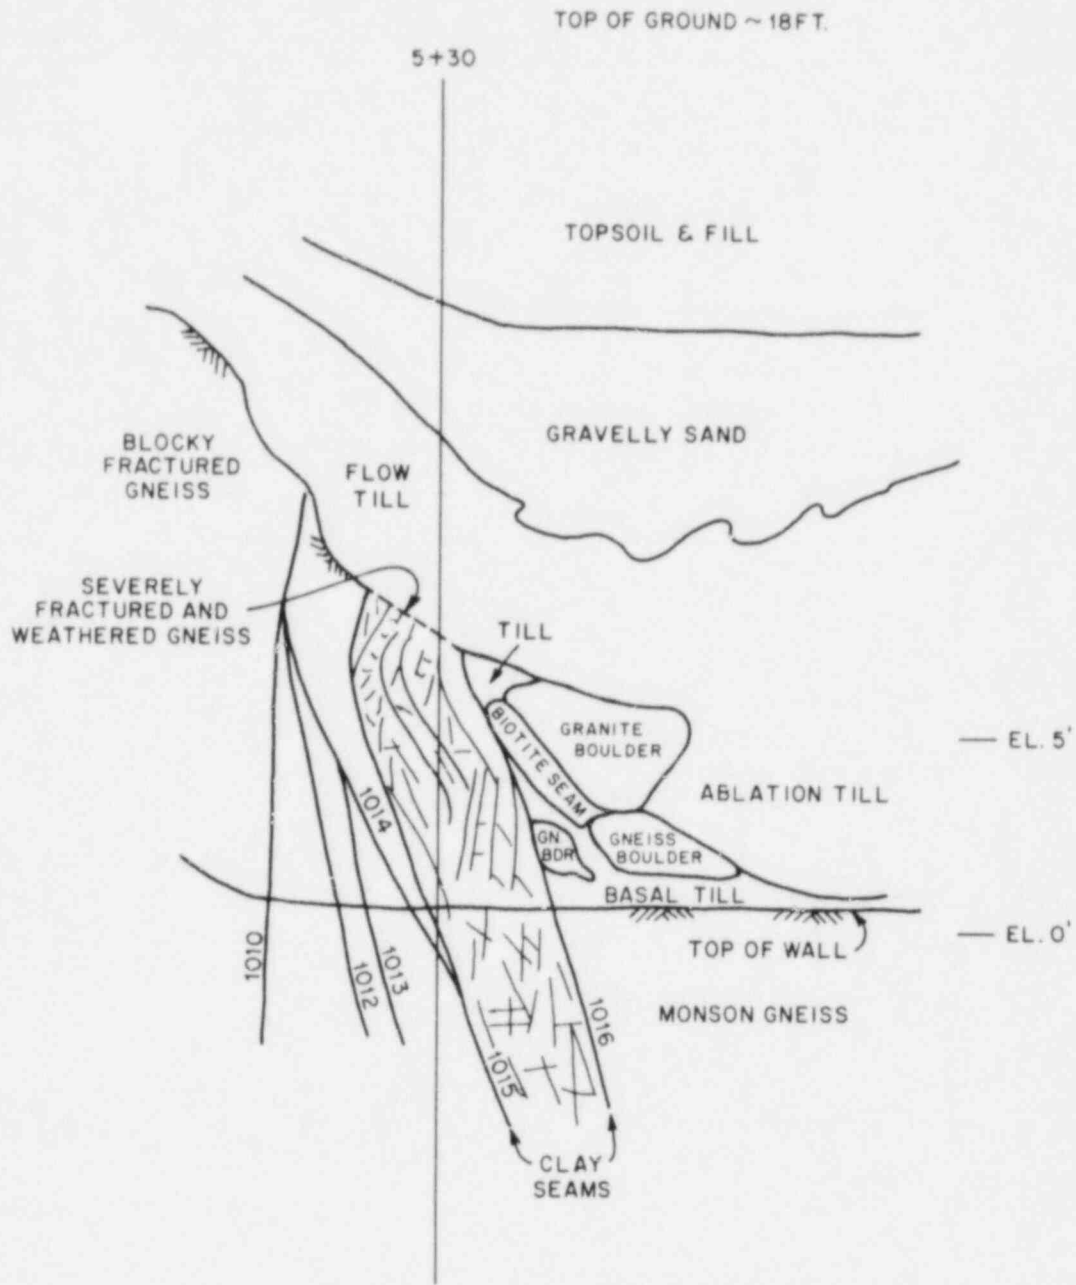 TOP OF GROUND ~ 18FT.
5+30
TOPSOIL & FILL
GRAVELLY SAND
BLOCKY
FRACTURED
GNEISS
FLOW
TILL
SEVERELY
FRACTURED AND
WEATHERED GNEISS
TILL
BIOTITE SEAM
GRANITE
BOULDER
EL. 5'
ABLATION TILL
1014
GN
BDR
GNEISS
BOULDER
BASAL TILL
TOP OF WALL
EL. 0'
1010
1012
1013
1015
1016
MONSON GNEISS
CLAY
SEAMS